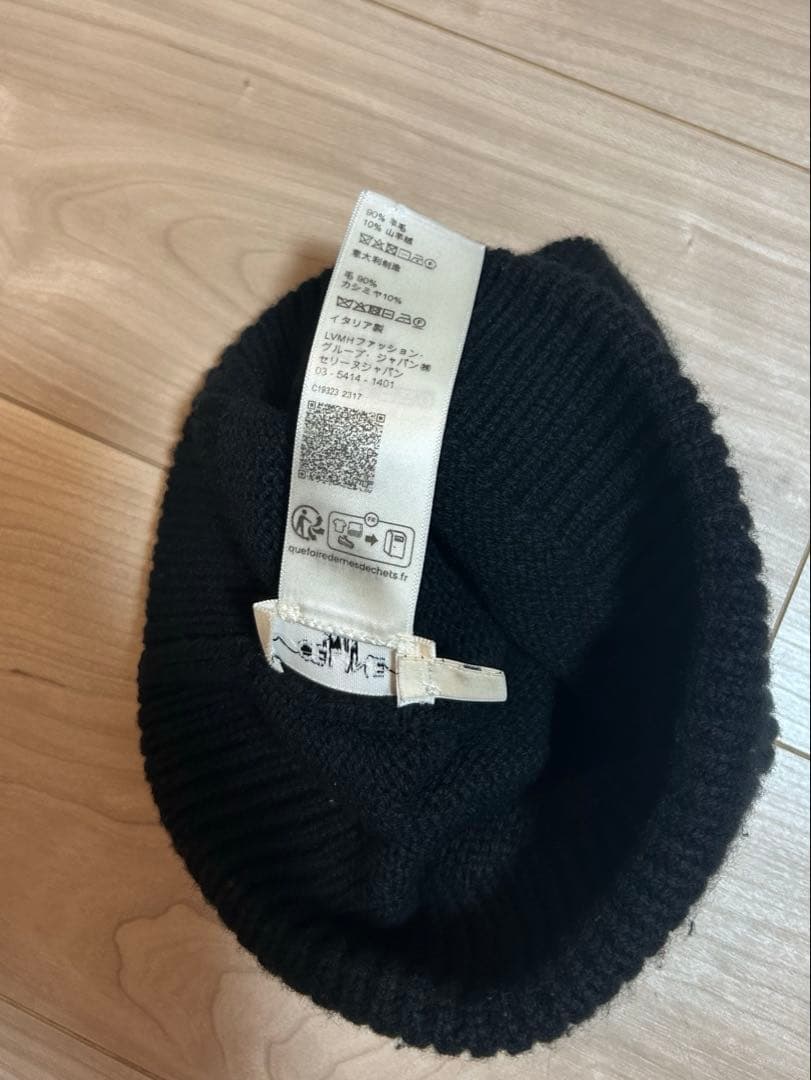 90% 羊毛
10% 山羊绒
意大利制造
毛 90%
カシミヤ10%
イタリア製
LVMHファッション・
グループ・ジャパン㈱
セリーヌジャパン
03 - 5414 - 1401
C19323 2317
FR
quefairedemesdechets.fr